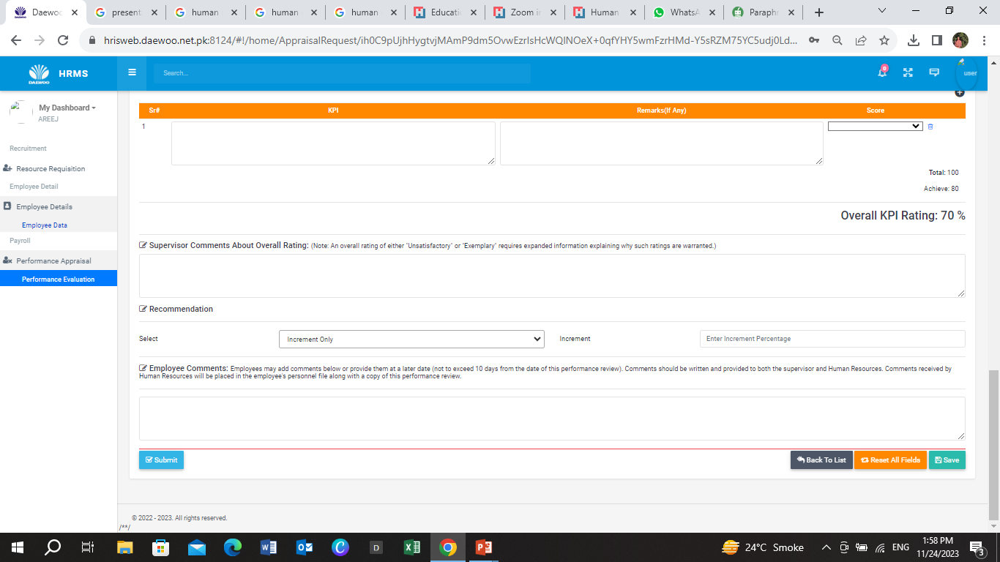 Daewoo
present
human
human
human
Educati
Zoom in
Human
WhatsA
Paraph
hrisweb.daewoo.net.pk:8124/#!/home/AppraisalRequest/ih0C9pUjhHygtvjMAmP9dm5OvwEzrIsHcWQINOeX+0qfYHY5wmFzrHMd-Y5sRZM75YC5udj0Ld...
DAEWOO
HRMS
Search...
8
user
My Dashboard
AREEJ
Recruitment
Resource Requisition
Employee Detail
Employee Details
Employee Data
Payroll
Performance Appraisal
Performance Evaluation
Sr# KPI Remarks(If Any) Score
1
Total: 100
Achieve: 80
Overall KPI Rating: 70 %
Supervisor Comments About Overall Rating: (Note: An overall rating of either "Unsatisfactory" or "Exemplary" requires expanded information explaining why such ratings are warranted.)
Recommendation
Select Increment Only Increment Enter Increment Percentage
Employee Comments: Employees may add comments below or provide them at a later date (not to exceed 10 days from the date of this performance review). Comments should be written and provided to both the supervisor and Human Resources. Comments received by
Human Resources will be placed in the employee's personnel file along with a copy of this performance review.
Submit Back To List Reset All Fields Save
© 2022 - 2023. All rights reserved.
/**/
24°C Smoke
ENG
1:58 PM
11/24/2023
3